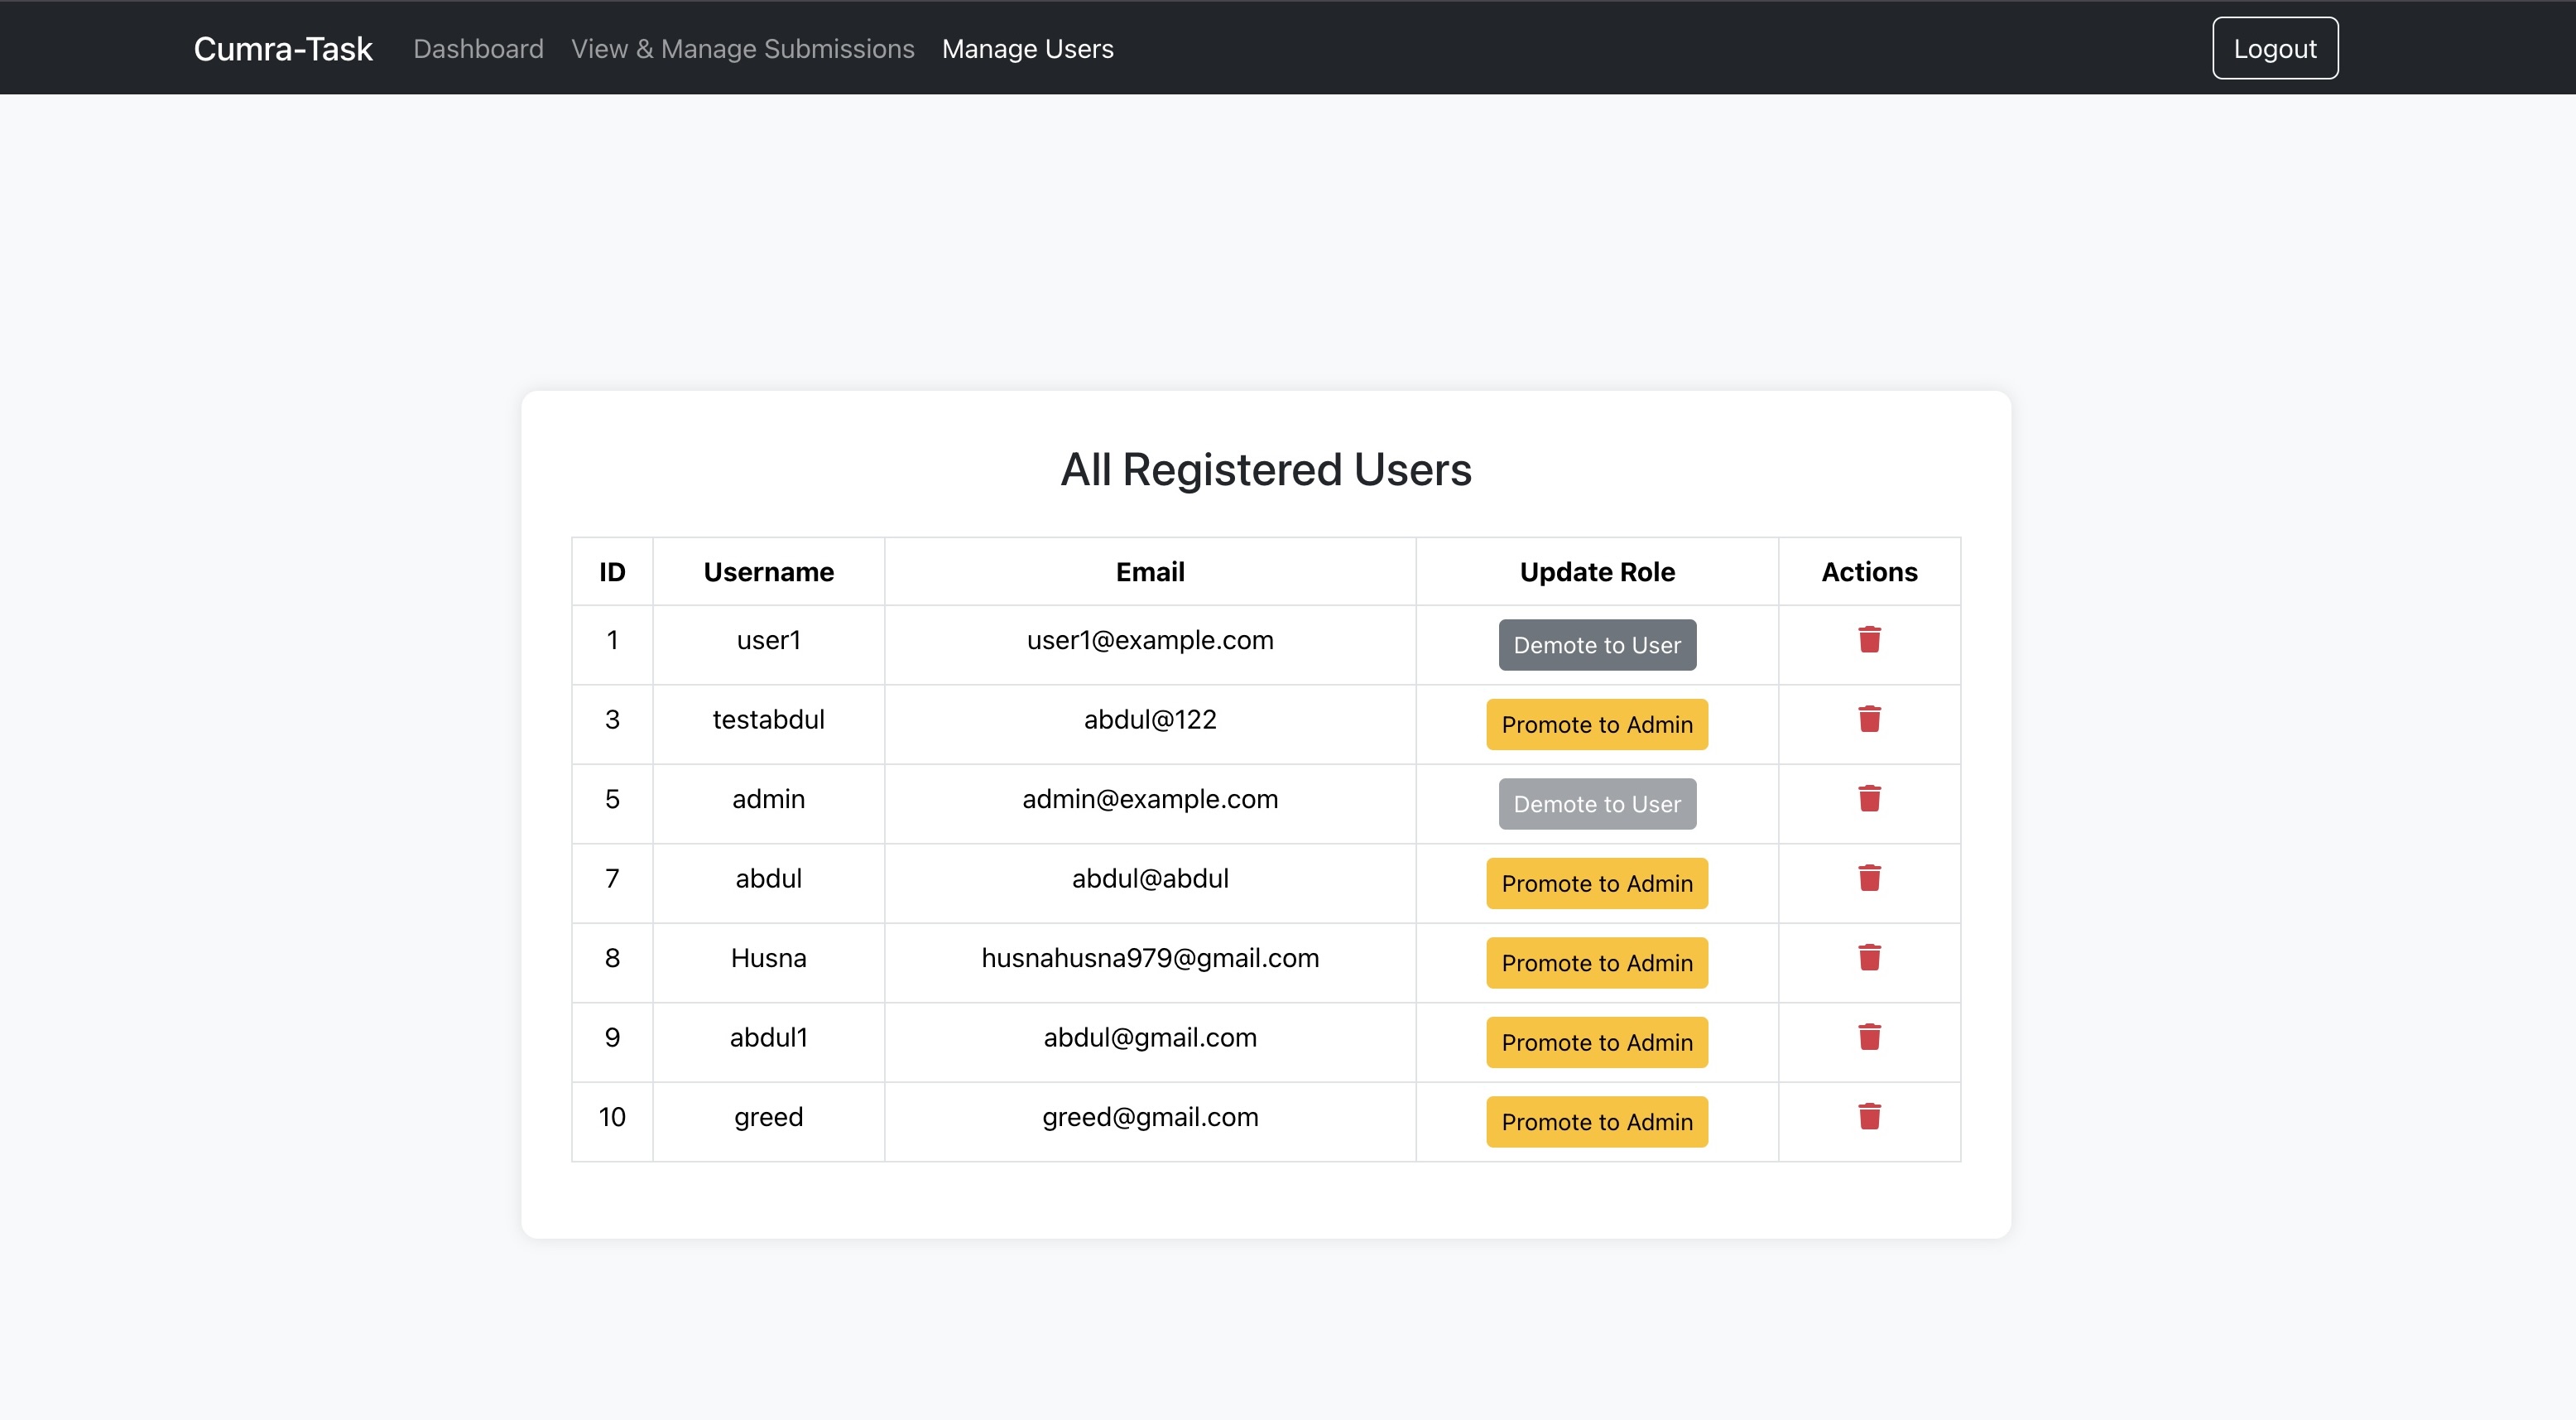 Cumra-Task Dashboard View & Manage Submissions Manage Users Logout
All Registered Users
ID Username Email Update Role Actions
1 user1 user1@example.com Demote to User
3 testabdul abdul@122 Promote to Admin
5 admin admin@example.com Demote to User
7 abdul abdul@abdul Promote to Admin
8 Husna husnahusna979@gmail.com Promote to Admin
9 abdul1 abdul@gmail.com Promote to Admin
10 greed greed@gmail.com Promote to Admin